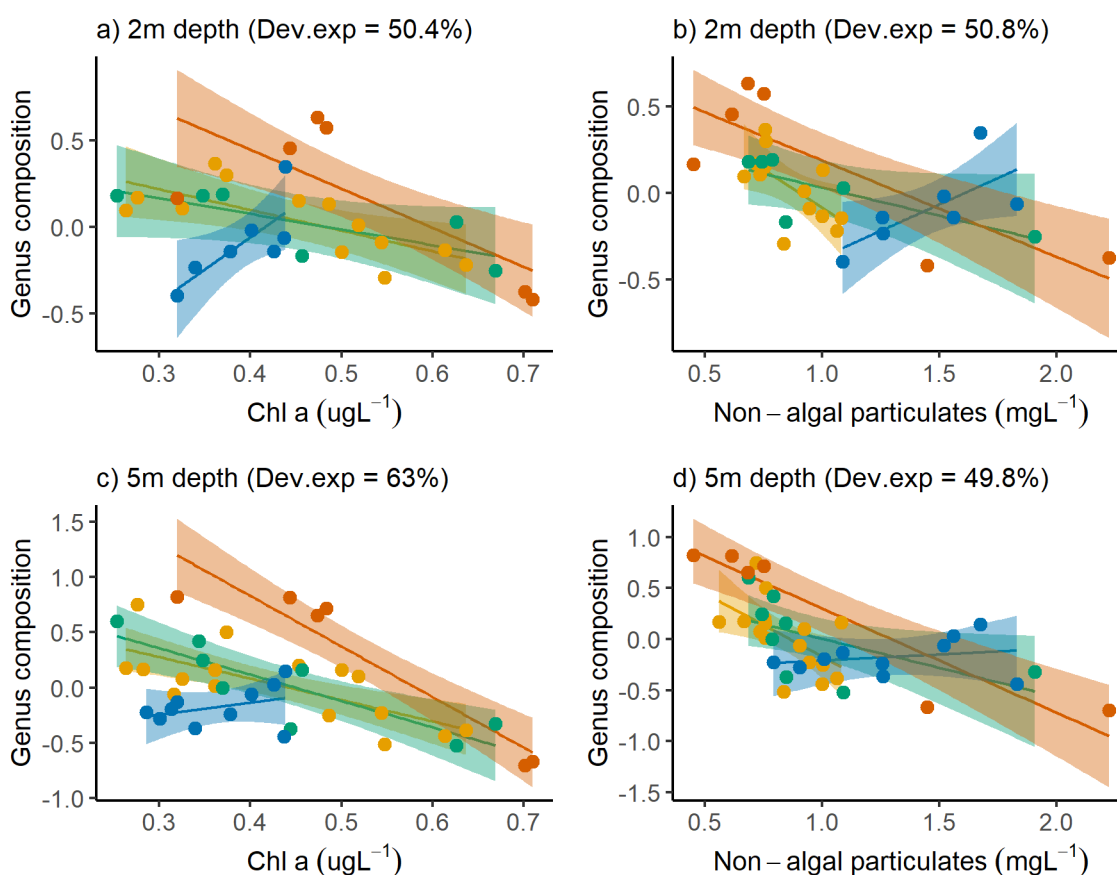 a) 2m depth (Dev.exp = 50.4%)
Genus composition
0.5
0.0
-0.5
0.3 0.4 0.5 0.6 0.7
Chl a (ugL⁻¹)
b) 2m depth (Dev.exp = 50.8%)
Genus composition
0.5
0.0
-0.5
0.5 1.0 1.5 2.0
Non−algal particulates (mgL⁻¹)
c) 5m depth (Dev.exp = 63%)
Genus composition
1.5
1.0
0.5
0.0
-0.5
-1.0
0.3 0.4 0.5 0.6 0.7
Chl a (ugL⁻¹)
d) 5m depth (Dev.exp = 49.8%)
Genus composition
1.0
0.5
0.0
-0.5
-1.0
-1.5
0.5 1.0 1.5 2.0
Non−algal particulates (mgL⁻¹)